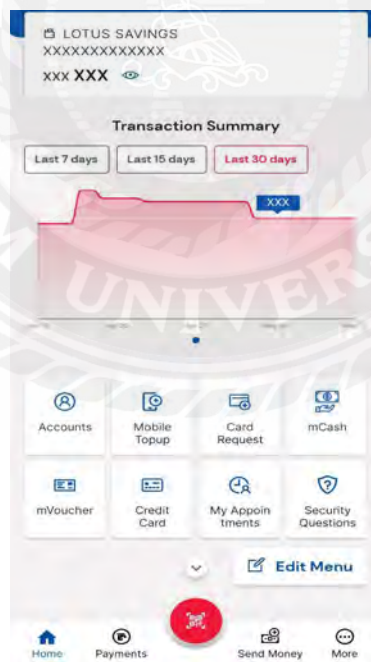 LOTUS SAVINGS
XXXXXXXXXXXXX
XXX XXX
Transaction Summary
Last 7 days Last 15 days Last 30 days
XXX
UNIVERS
Accounts Mobile Topup Card Request mCash
mVoucher Credit Card My Appoin tments Security Questions
Edit Menu
Home Payments Send Money More